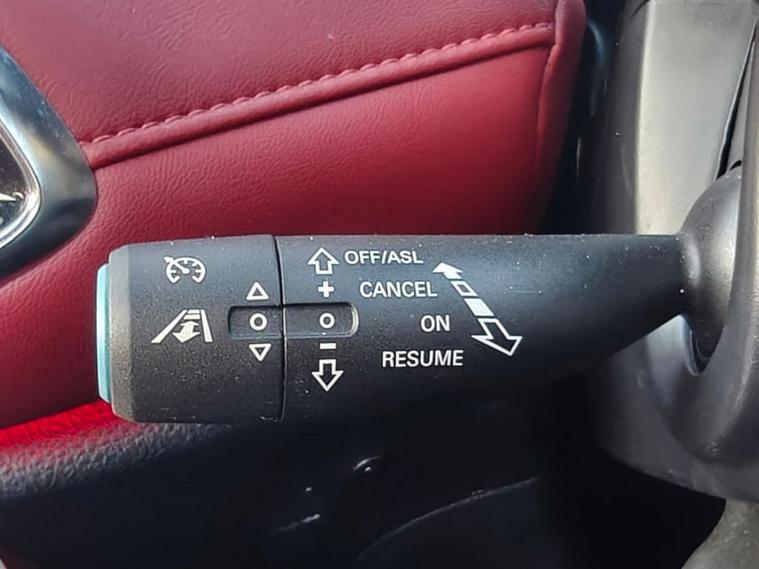 OFF/ASL
+ CANCEL
O O ON
- RESUME